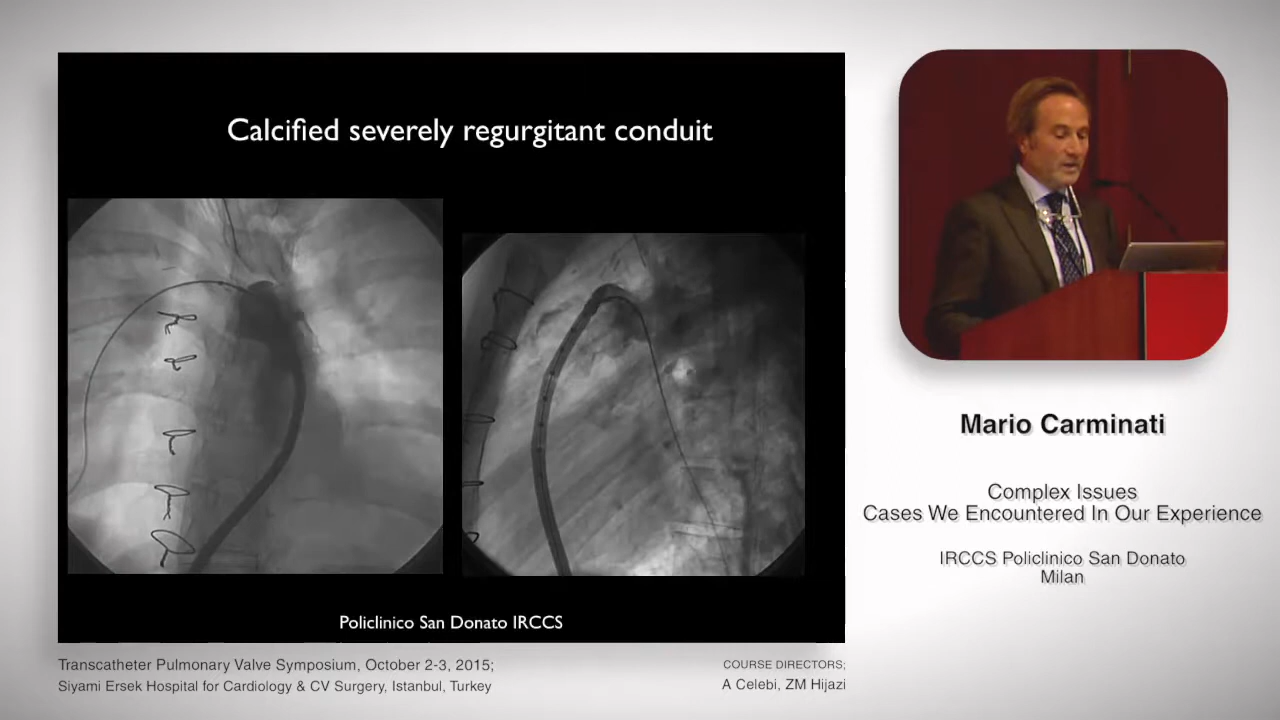 Calcified severely regurgitant conduit
Policlinico San Donato IRCCS
Mario Carminati
Complex Issues
Cases We Encountered In Our Experience
IRCCS Policlinico San Donato
Milan
Transcatheter Pulmonary Valve Symposium, October 2-3, 2015;
Siyami Ersek Hospital for Cardiology & CV Surgery, Istanbul, Turkey
COURSE DIRECTORS;
A Celebi, ZM Hijazi